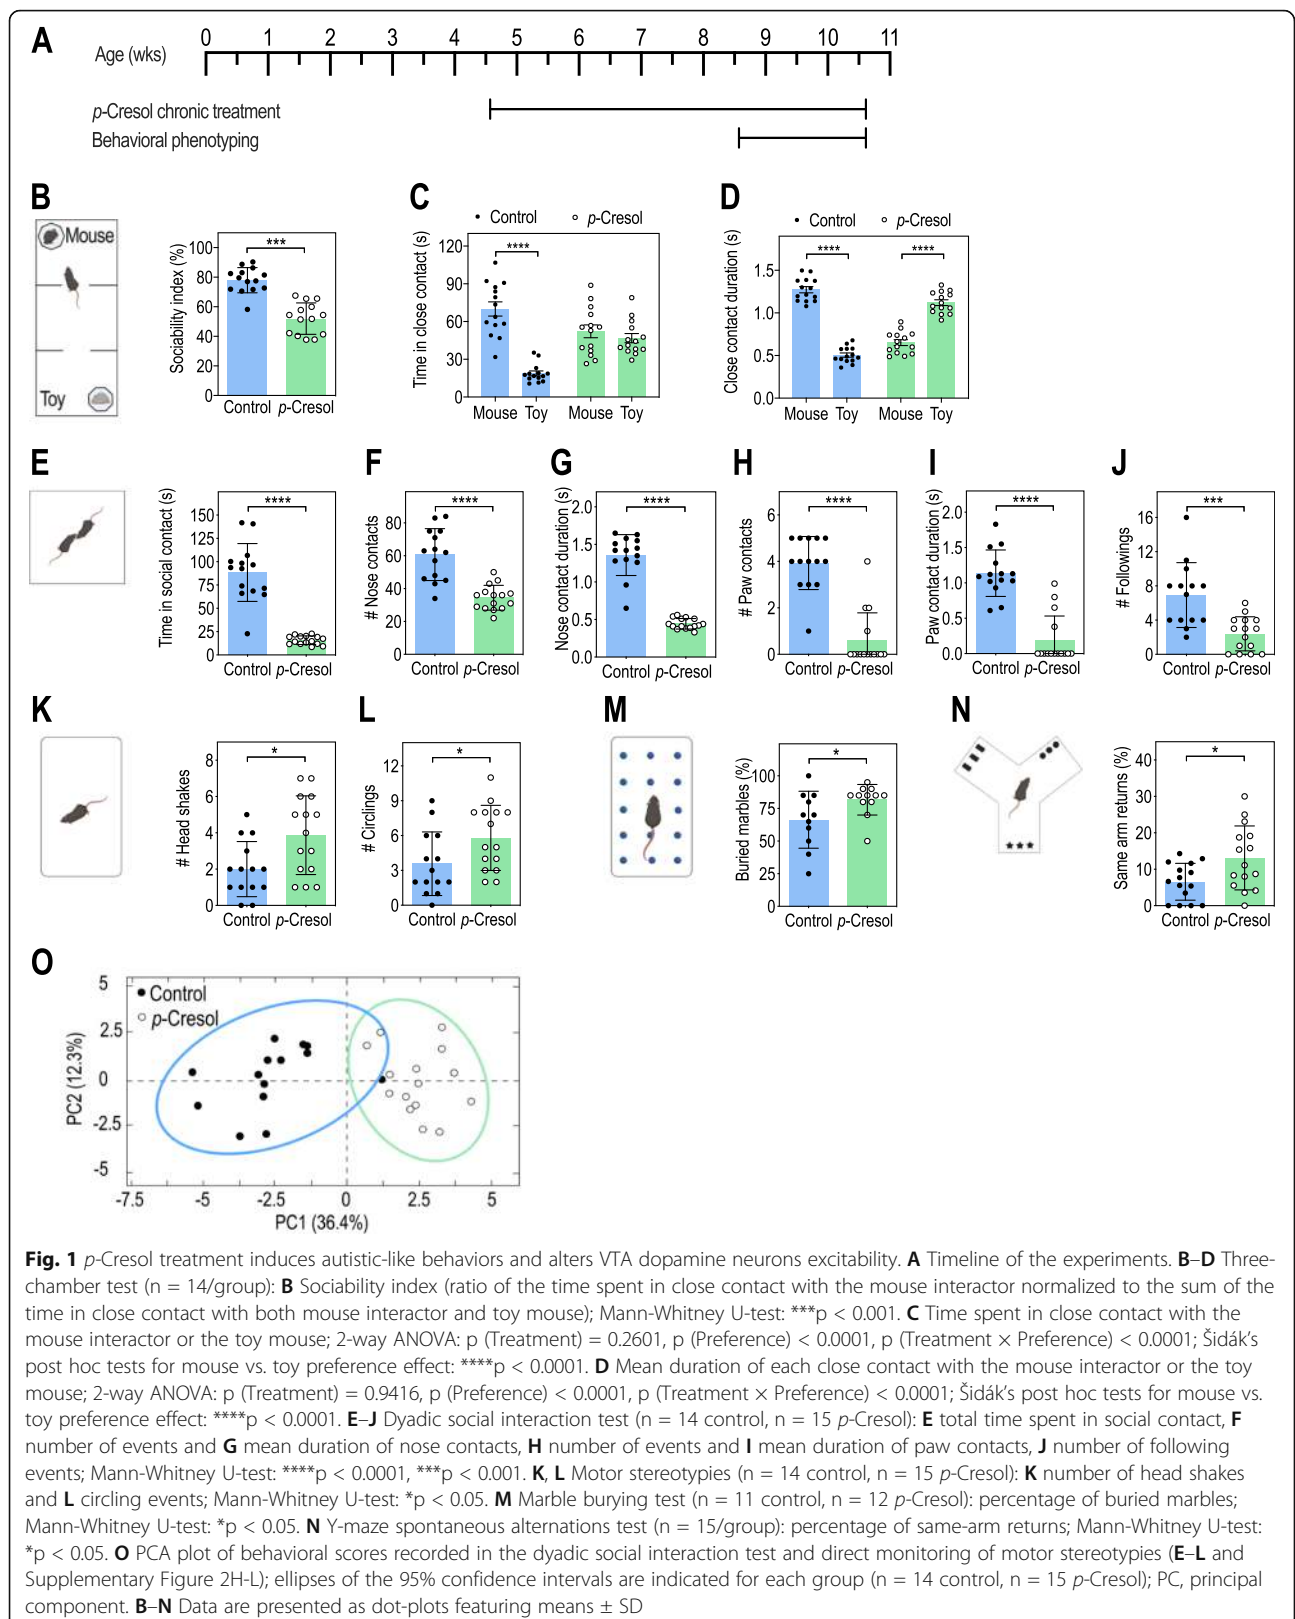 A
Age (wks)
0 1 2 3 4 5 6 7 8 9 10 11
p-Cresol chronic treatment
Behavioral phenotyping
B
Mouse
Toy
Sociability index (%)
100
80
60
40
20
0
***
Control p-Cresol
C
Control p-Cresol
Time in close contact (s)
120
90
60
30
0
****
Mouse Toy Mouse Toy
D
Control p-Cresol
Close contact duration (s)
1.5
1.0
0.5
0.0
**** ****
Mouse Toy Mouse Toy
E
Time in social contact (s)
150
125
100
75
50
25
0
****
Control p-Cresol
F
# Nose contacts
80
60
40
20
0
****
Control p-Cresol
G
Nose contact duration (s)
2.0
1.5
1.0
0.5
0.0
****
Control p-Cresol
H
# Paw contacts
6
4
2
0
****
Control p-Cresol
I
Paw contact duration (s)
2.0
1.5
1.0
0.5
0.0
****
Control p-Cresol
J
# Followings
16
12
8
4
0
***
Control p-Cresol
K
# Head shakes
8
6
4
2
0
*
Control p-Cresol
L
# Circlings
12
9
6
3
0
*
Control p-Cresol
M
Buried marbles (%)
100
75
50
25
0
*
Control p-Cresol
N
Same arm returns (%)
40
30
20
10
0
*
Control p-Cresol
O
Control
p-Cresol
PC2 (12.3%)
5
2.5
0
-2.5
-5
-7.5 -5 -2.5 0 2.5 5
PC1 (36.4%)
Fig. 1 p-Cresol treatment induces autistic-like behaviors and alters VTA dopamine neurons excitability. A Timeline of the experiments. B–D Three-
chamber test (n = 14/group): B Sociability index (ratio of the time spent in close contact with the mouse interactor normalized to the sum of the
time in close contact with both mouse interactor and toy mouse); Mann-Whitney U-test: ***p < 0.001. C Time spent in close contact with the
mouse interactor or the toy mouse; 2-way ANOVA: p (Treatment) = 0.2601, p (Preference) < 0.0001, p (Treatment × Preference) < 0.0001; Šidák’s
post hoc tests for mouse vs. toy preference effect: ****p < 0.0001. D Mean duration of each close contact with the mouse interactor or the toy
mouse; 2-way ANOVA: p (Treatment) = 0.9416, p (Preference) < 0.0001, p (Treatment × Preference) < 0.0001; Šidák’s post hoc tests for mouse vs.
toy preference effect: ****p < 0.0001. E–J Dyadic social interaction test (n = 14 control, n = 15 p-Cresol): E total time spent in social contact, F
number of events and G mean duration of nose contacts, H number of events and I mean duration of paw contacts, J number of following
events; Mann-Whitney U-test: ****p < 0.0001, ***p < 0.001. K, L Motor stereotypies (n = 14 control, n = 15 p-Cresol): K number of head shakes
and L circling events; Mann-Whitney U-test: *p < 0.05. M Marble burying test (n = 11 control, n = 12 p-Cresol): percentage of buried marbles;
Mann-Whitney U-test: *p < 0.05. N Y-maze spontaneous alternations test (n = 15/group): percentage of same-arm returns; Mann-Whitney U-test:
*p < 0.05. O PCA plot of behavioral scores recorded in the dyadic social interaction test and direct monitoring of motor stereotypies (E–L and
Supplementary Figure 2H-L); ellipses of the 95% confidence intervals are indicated for each group (n = 14 control, n = 15 p-Cresol); PC, principal
component. B–N Data are presented as dot-plots featuring means ± SD